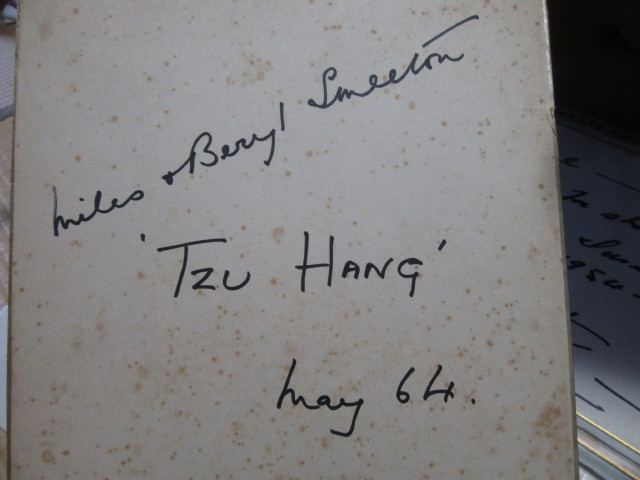 Miles & Beryl Smeeton
'TZU HANG'
May 64.